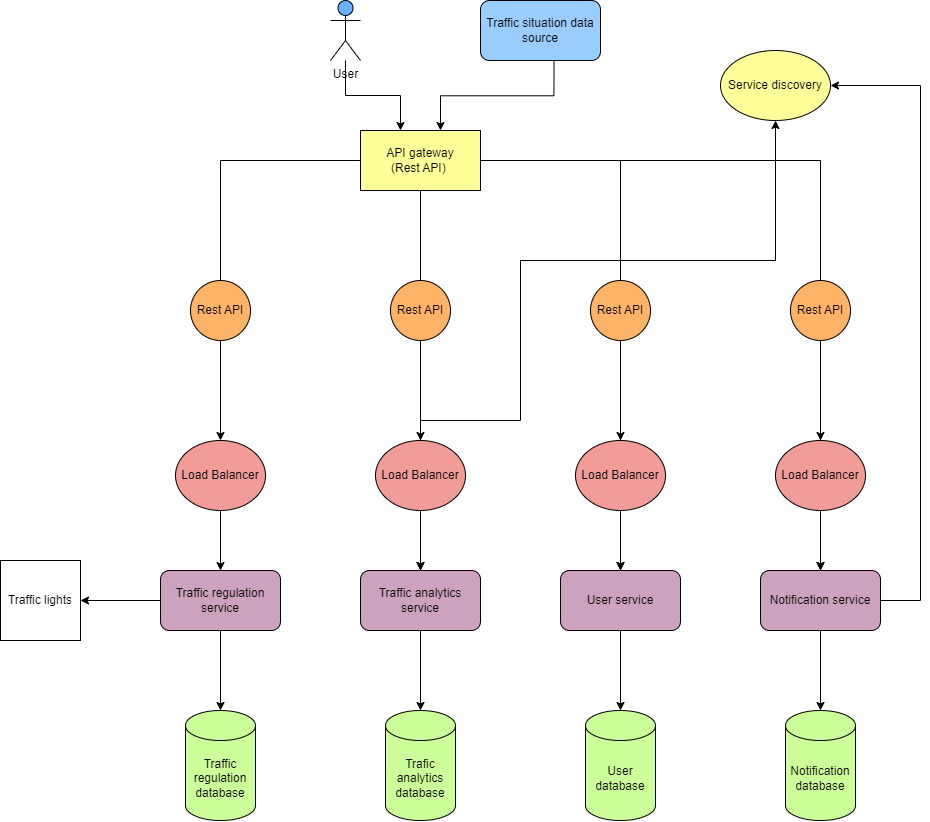 Traffic situation data
source
User
Service discovery
API gateway
(Rest API)
Rest API
Rest API
Rest API
Rest API
Load Balancer
Load Balancer
Load Balancer
Load Balancer
Traffic lights
Traffic regulation
service
Traffic analytics
service
User service
Notification service
Traffic
regulation
database
Trafic
analytics
database
User
database
Notification
database